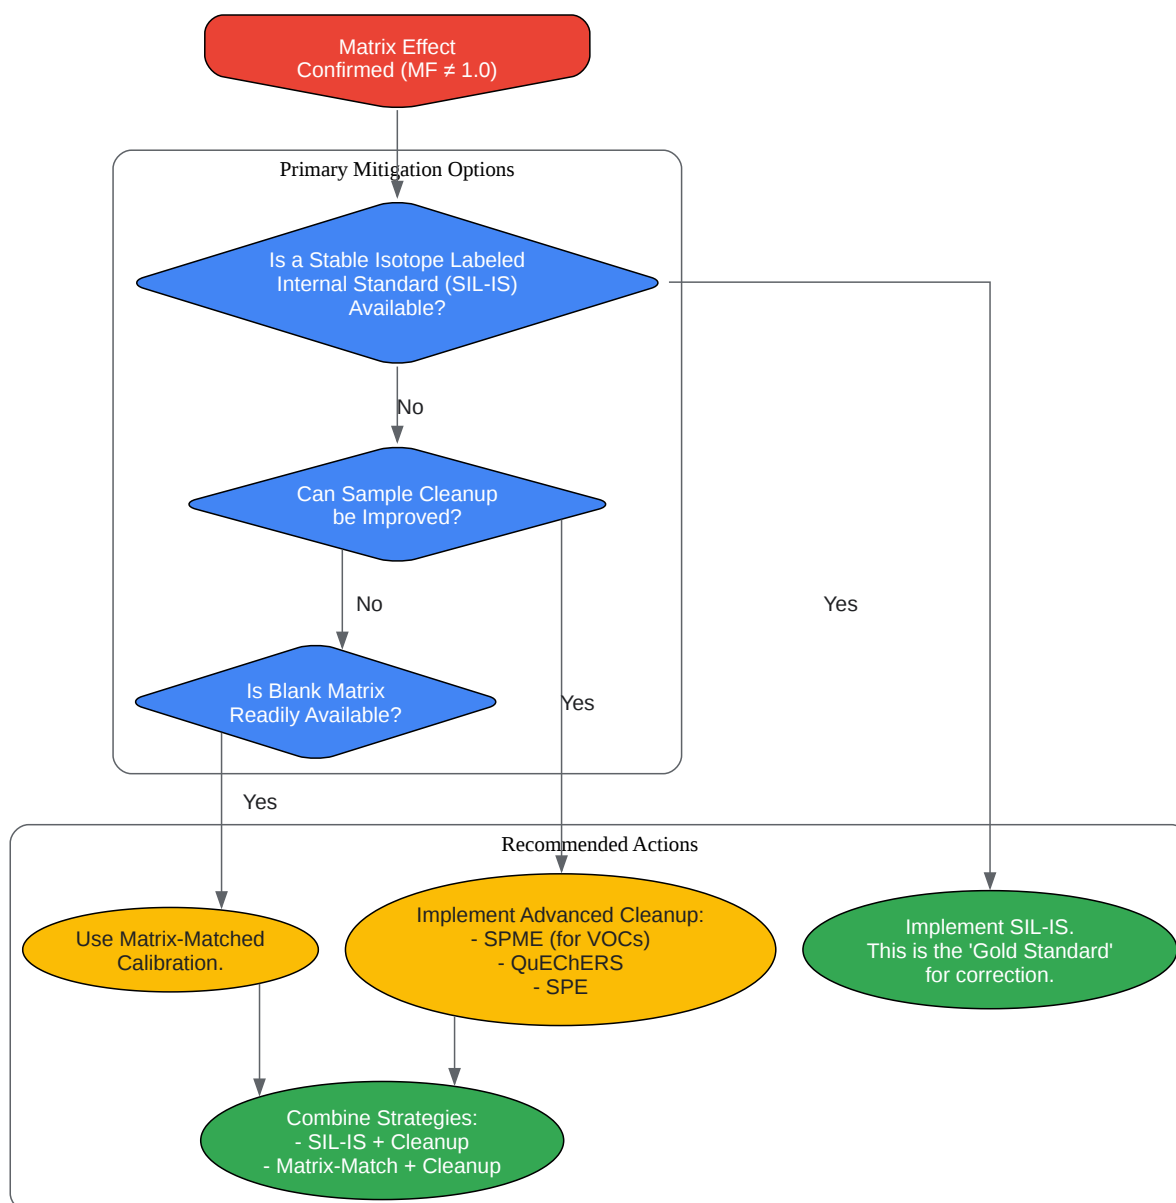 Matrix Effect
Confirmed (MF ≠ 1.0)
Primary Mitigation Options
Is a Stable Isotope Labeled
Internal Standard (SIL-IS)
Available?
No
Can Sample Cleanup
be Improved?
No
Yes
Is Blank Matrix
Readily Available?
Yes
Yes
Recommended Actions
Use Matrix-Matched
Calibration.
Implement Advanced Cleanup:
- SPME (for VOCs)
- QuEChERS
- SPE
Implement SIL-IS.
This is the 'Gold Standard'
for correction.
Combine Strategies:
- SIL-IS + Cleanup
- Matrix-Match + Cleanup